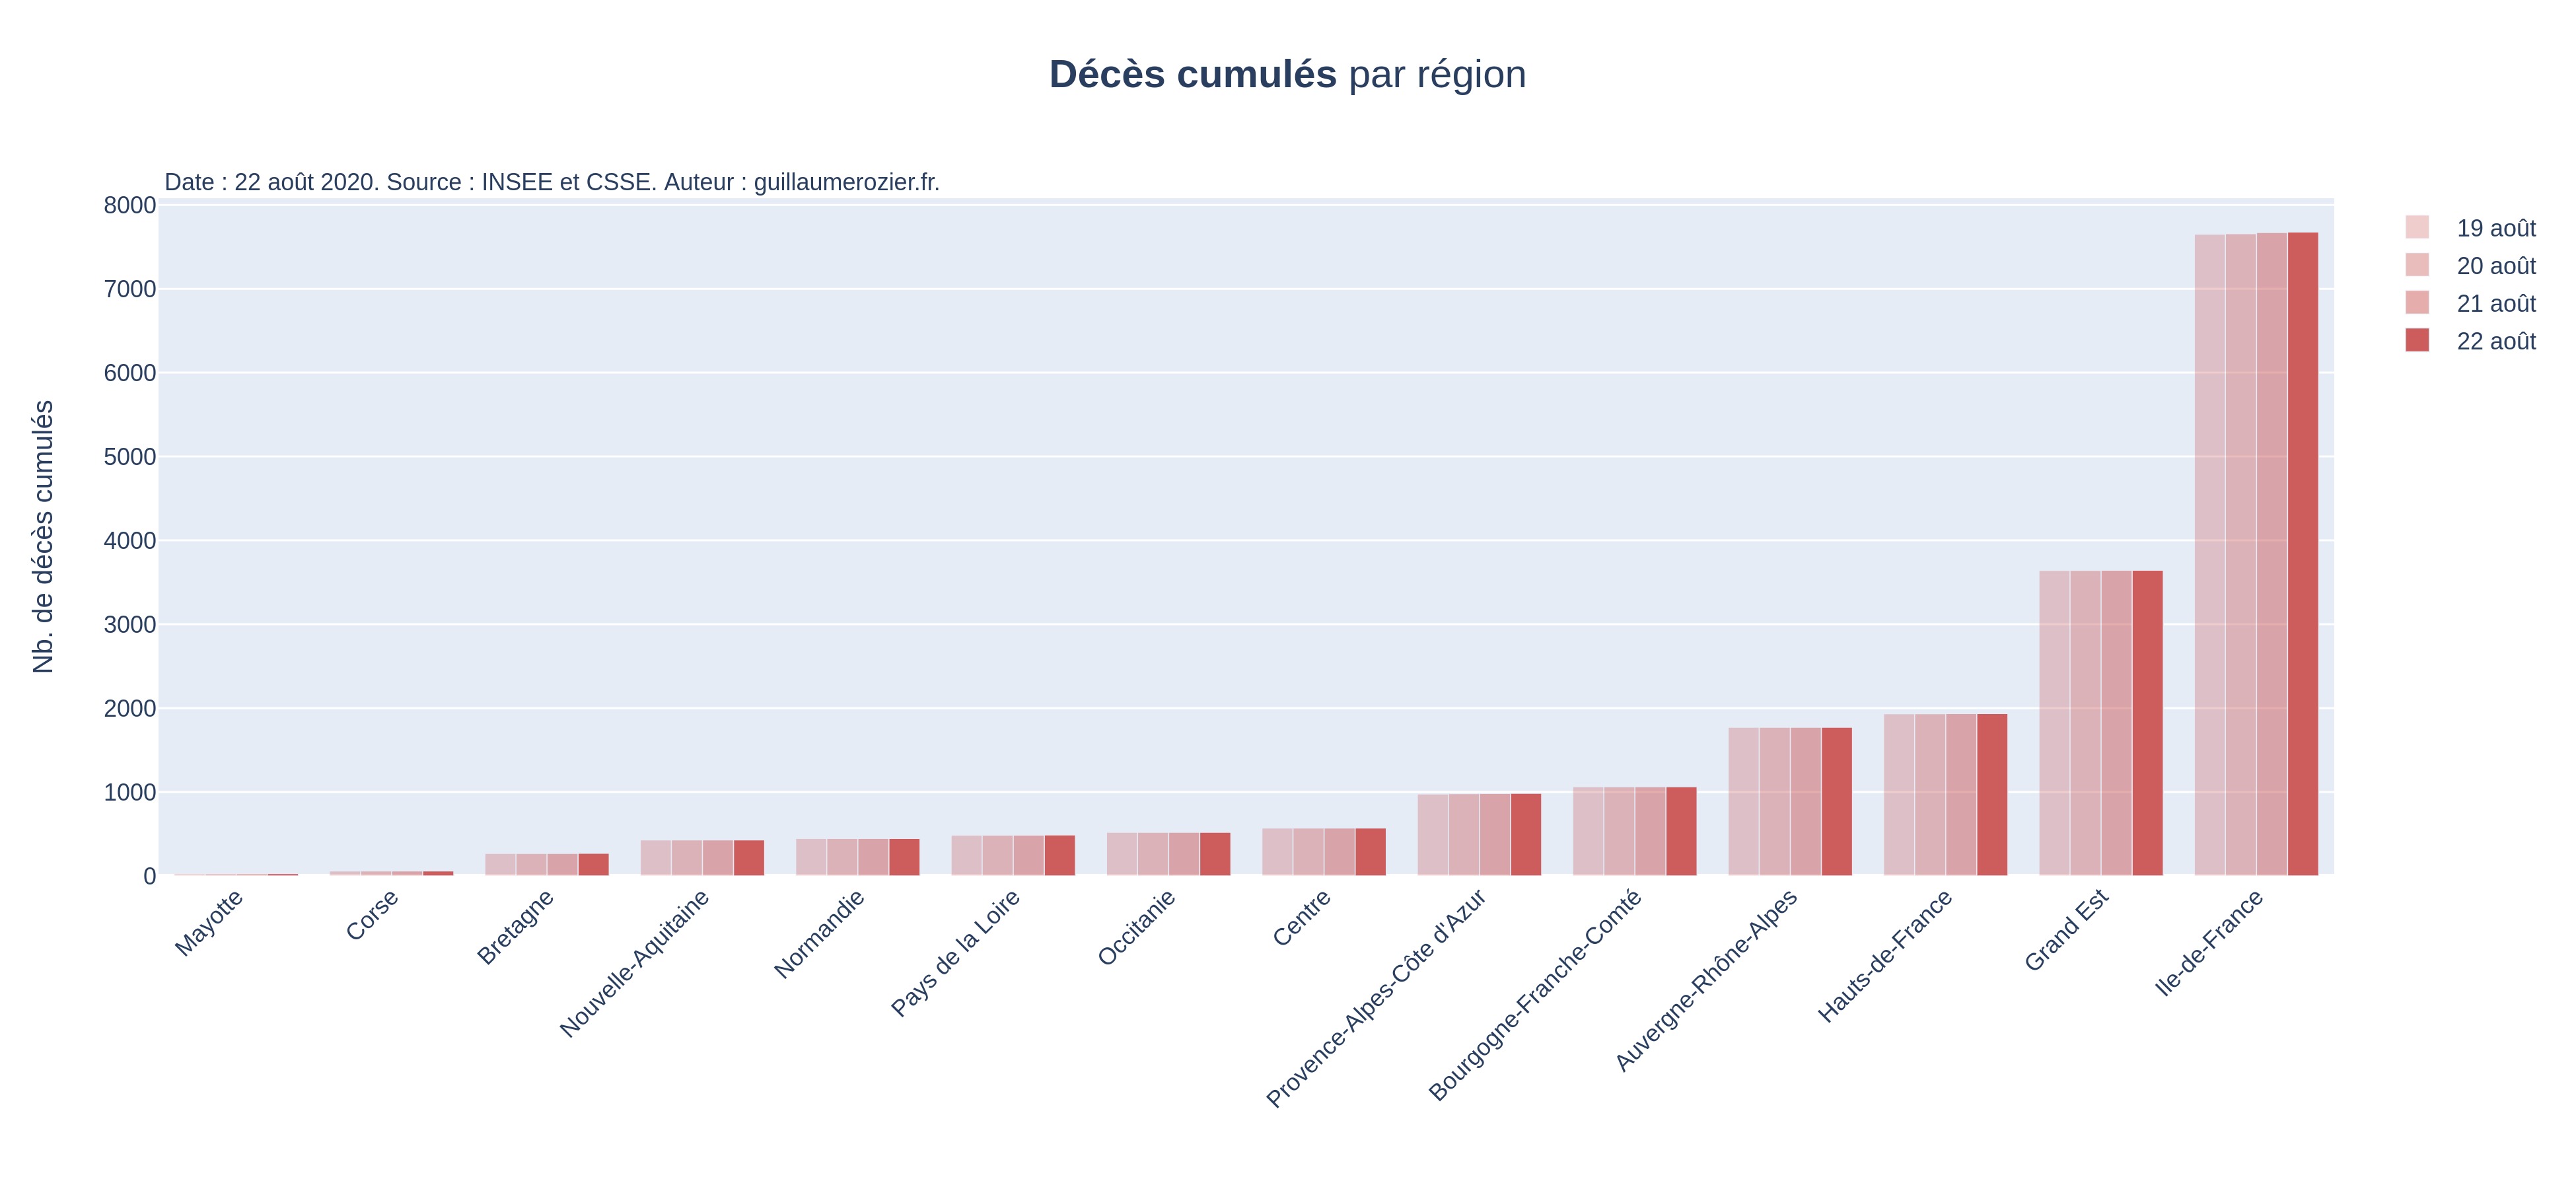 Décès cumulés par région
Date : 22 août 2020. Source : INSEE et CSSE. Auteur : guillaumerozier.fr.
8000
7000
6000
5000
4000
3000
2000
1000
0
Nb. de décès cumulés
Mayotte
Corse
Bretagne
Nouvelle-Aquitaine
Normandie
Pays de la Loire
Occitanie
Centre
Provence-Alpes-Côte d'Azur
Bourgogne-Franche-Comté
Auvergne-Rhône-Alpes
Hauts-de-France
Grand Est
Ile-de-France
19 août
20 août
21 août
22 août